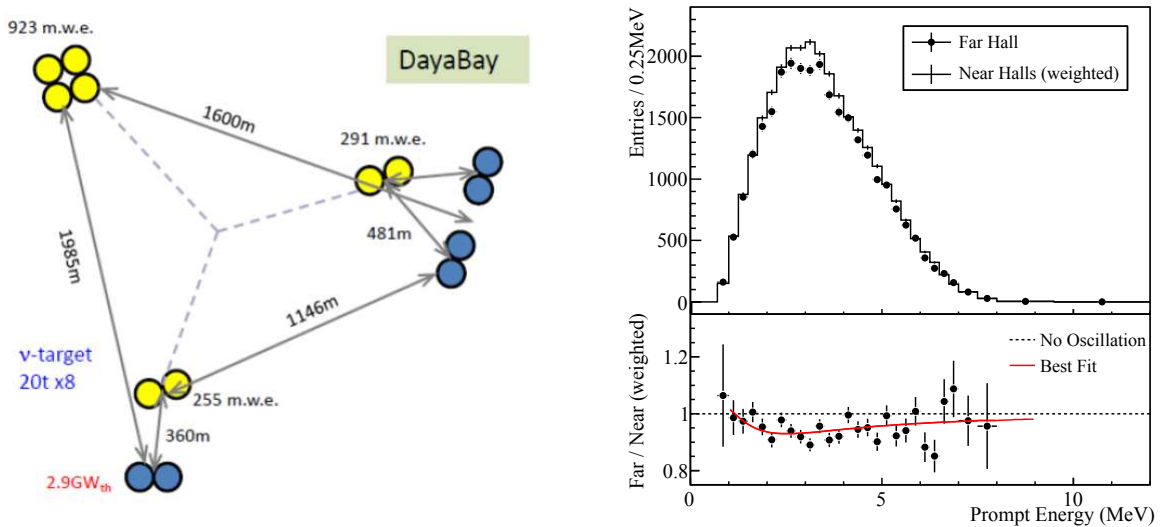 923 m.w.e.
DayaBay
1600m
291 m.w.e.
481m
1985m
1146m
ν-target
20t x8
255 m.w.e.
360m
2.9GWth
Entries / 0.25MeV
2000
1500
1000
500
0
Far Hall
Near Halls (weighted)
Far / Near (weighted)
1.2
1
0.8
No Oscillation
Best Fit
0
5
10
Prompt Energy (MeV)